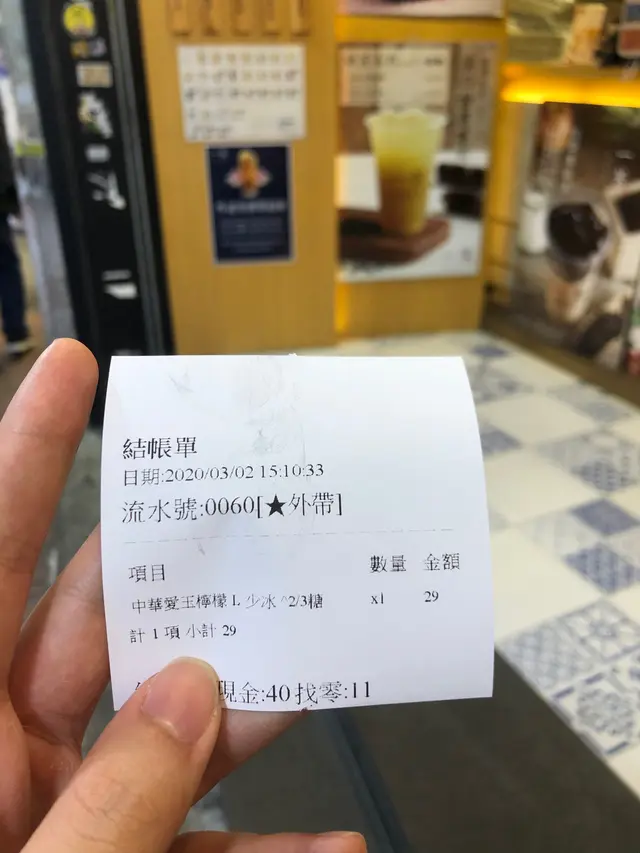 結帳單
日期:2020/03/02 15:10:33
流水號:0060[★外帶]
項目 數量 金額
中華愛玉檸檬 L 少冰 ^2/3糖 x1 29
計 1 項 小計 29
現金:40 找零:11